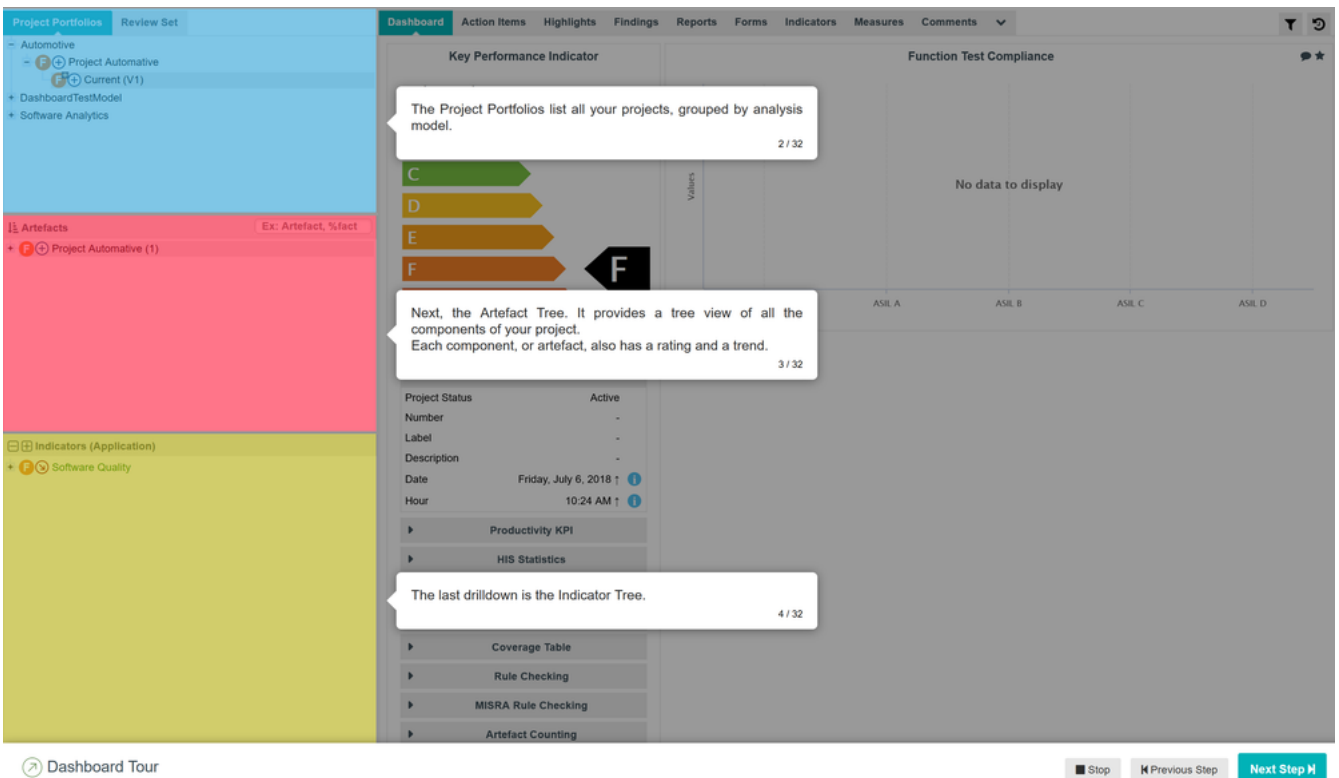 Project Portfolios Review Set
Dashboard Action Items Highlights Findings Reports Forms Indicators Measures Comments
Automotive
Project Automative
Current (V1)
DashboardTestModel
Software Analytics
Key Performance Indicator
Function Test Compliance
The Project Portfolios list all your projects, grouped by analysis
model.
2 / 32
C
D
E
F
F
Values
No data to display
ASIL A ASIL B ASIL C ASIL D
Artefacts Ex: Artefact, %fact
Project Automative (1)
Next, the Artefact Tree. It provides a tree view of all the
components of your project.
Each component, or artefact, also has a rating and a trend.
3 / 32
Project Status Active
Number -
Label -
Description -
Date Friday, July 6, 2018 ↑
Hour 10:24 AM ↑
Indicators (Application)
Software Quality
Productivity KPI
HIS Statistics
The last drilldown is the Indicator Tree.
4 / 32
Coverage Table
Rule Checking
MISRA Rule Checking
Artefact Counting
Dashboard Tour
Stop Previous Step Next Step